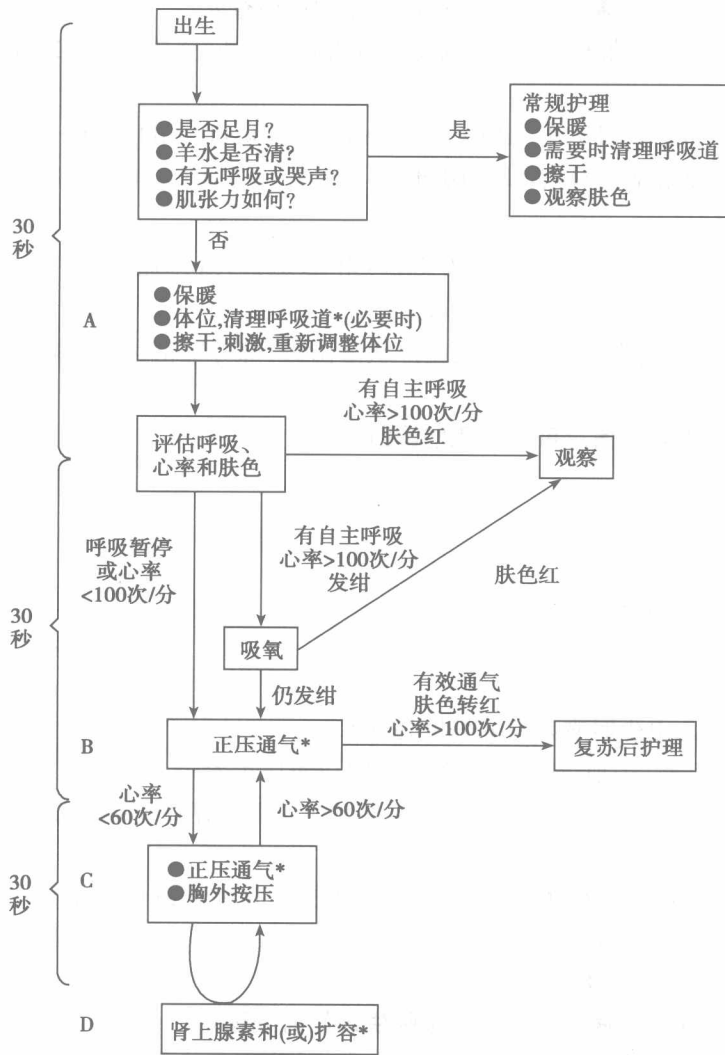 出生
●是否足月?
●羊水是否清?
●有无呼吸或哭声?
●肌张力如何?
是
常规护理
●保暖
●需要时清理呼吸道
●擦干
●观察肤色
30
秒
否
A
●保暖
●体位,清理呼吸道*(必要时)
●擦干,刺激,重新调整体位
评估呼吸、
心率和肤色
有自主呼吸
心率>100次/分
肤色红
观察
30
秒
呼吸暂停
或心率
<100次/分
有自主呼吸
心率>100次/分
发绀
肤色红
吸氧
仍发绀
B
正压通气*
有效通气
肤色转红
心率>100次/分
复苏后护理
心率
<60次/分
心率>60次/分
30
秒
C
●正压通气*
●胸外按压
D
肾上腺素和(或)扩容*